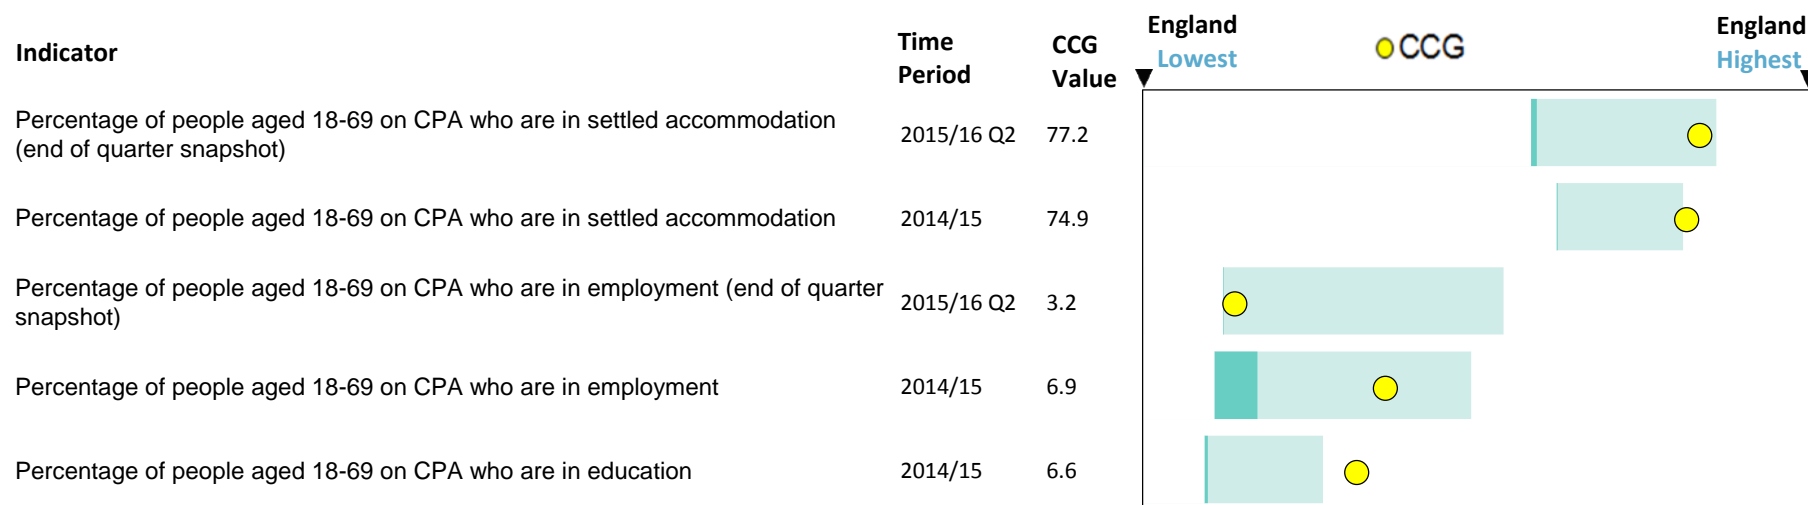 Indicator
Time
Period
CCG
Value
England
Lowest
CCG
England
Highest
Percentage of people aged 18-69 on CPA who are in settled accommodation
(end of quarter snapshot)
2015/16 Q2
77.2
Percentage of people aged 18-69 on CPA who are in settled accommodation
2014/15
74.9
Percentage of people aged 18-69 on CPA who are in employment (end of quarter
snapshot)
2015/16 Q2
3.2
Percentage of people aged 18-69 on CPA who are in employment
2014/15
6.9
Percentage of people aged 18-69 on CPA who are in education
2014/15
6.6